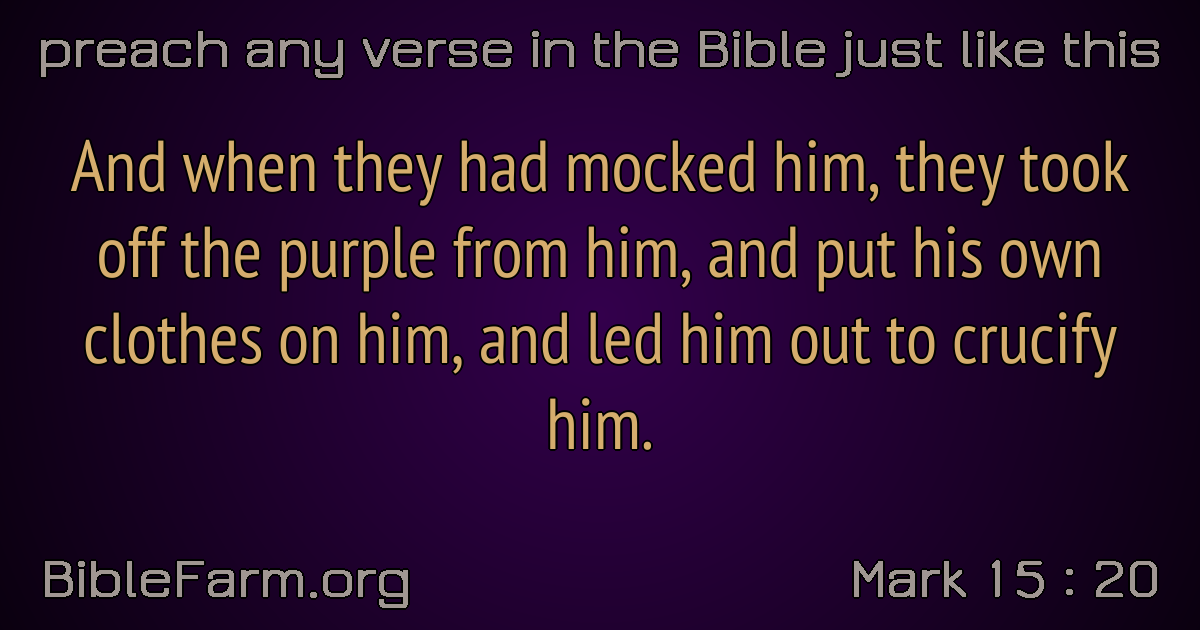 preach any verse in the Bible just like this
And when they had mocked him, they took
off the purple from him, and put his own
clothes on him, and led him out to crucify
him.
BibleFarm.org
Mark 15 : 20